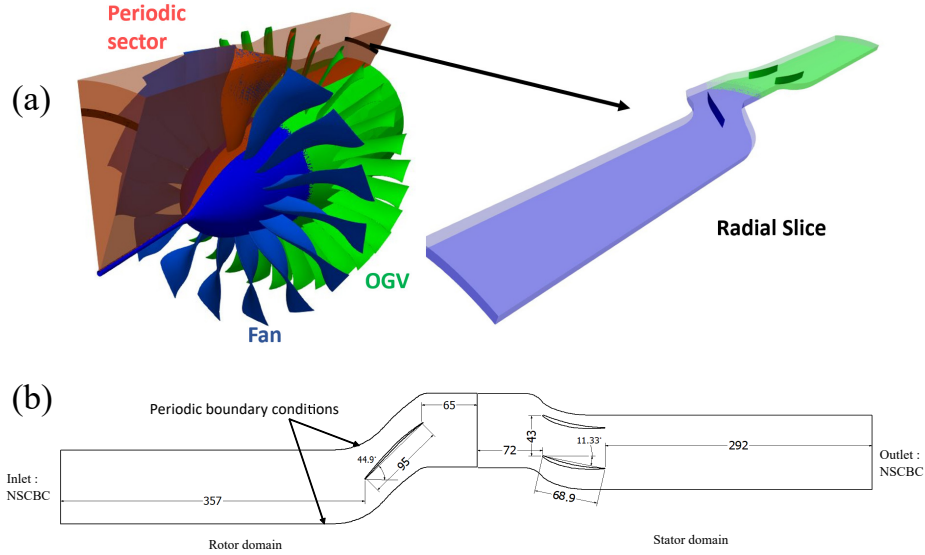 (a)
Periodic
sector
Radial Slice
OGV
Fan
(b)
Periodic boundary conditions
65
44.9°
95
357
72
43
11.33°
68.9
292
Inlet :
NSCBC
Outlet :
NSCBC
Rotor domain
Stator domain